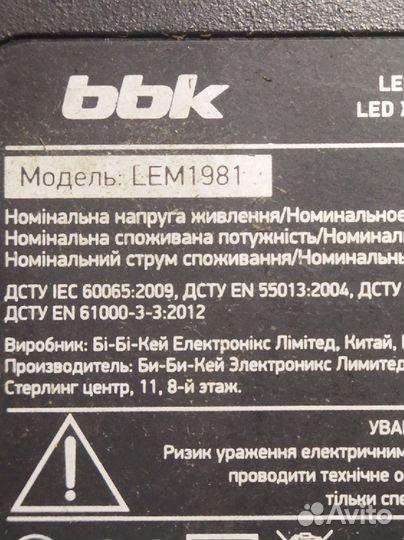 bbk
LE
LED
Модель: LEM1981
Номінальна напруга живлення/Номинальное
Номінальна споживана потужність/Номинал
Номінальний струм споживання/Номинальн
ДСТУ IEC 60065:2009, ДСТУ EN 55013:2004, ДСТУ
ДСТУ EN 61000-3-3:2012
Виробник: Бі-Бі-Кей Електронікс Лімітед, Китай,
Производитель: Би-Би-Кей Электроникс Лимитед
Стерлинг центр, 11, 8-й этаж.
УВА
Ризик ураження електричним
проводити технічне о
тільки спе
Avito